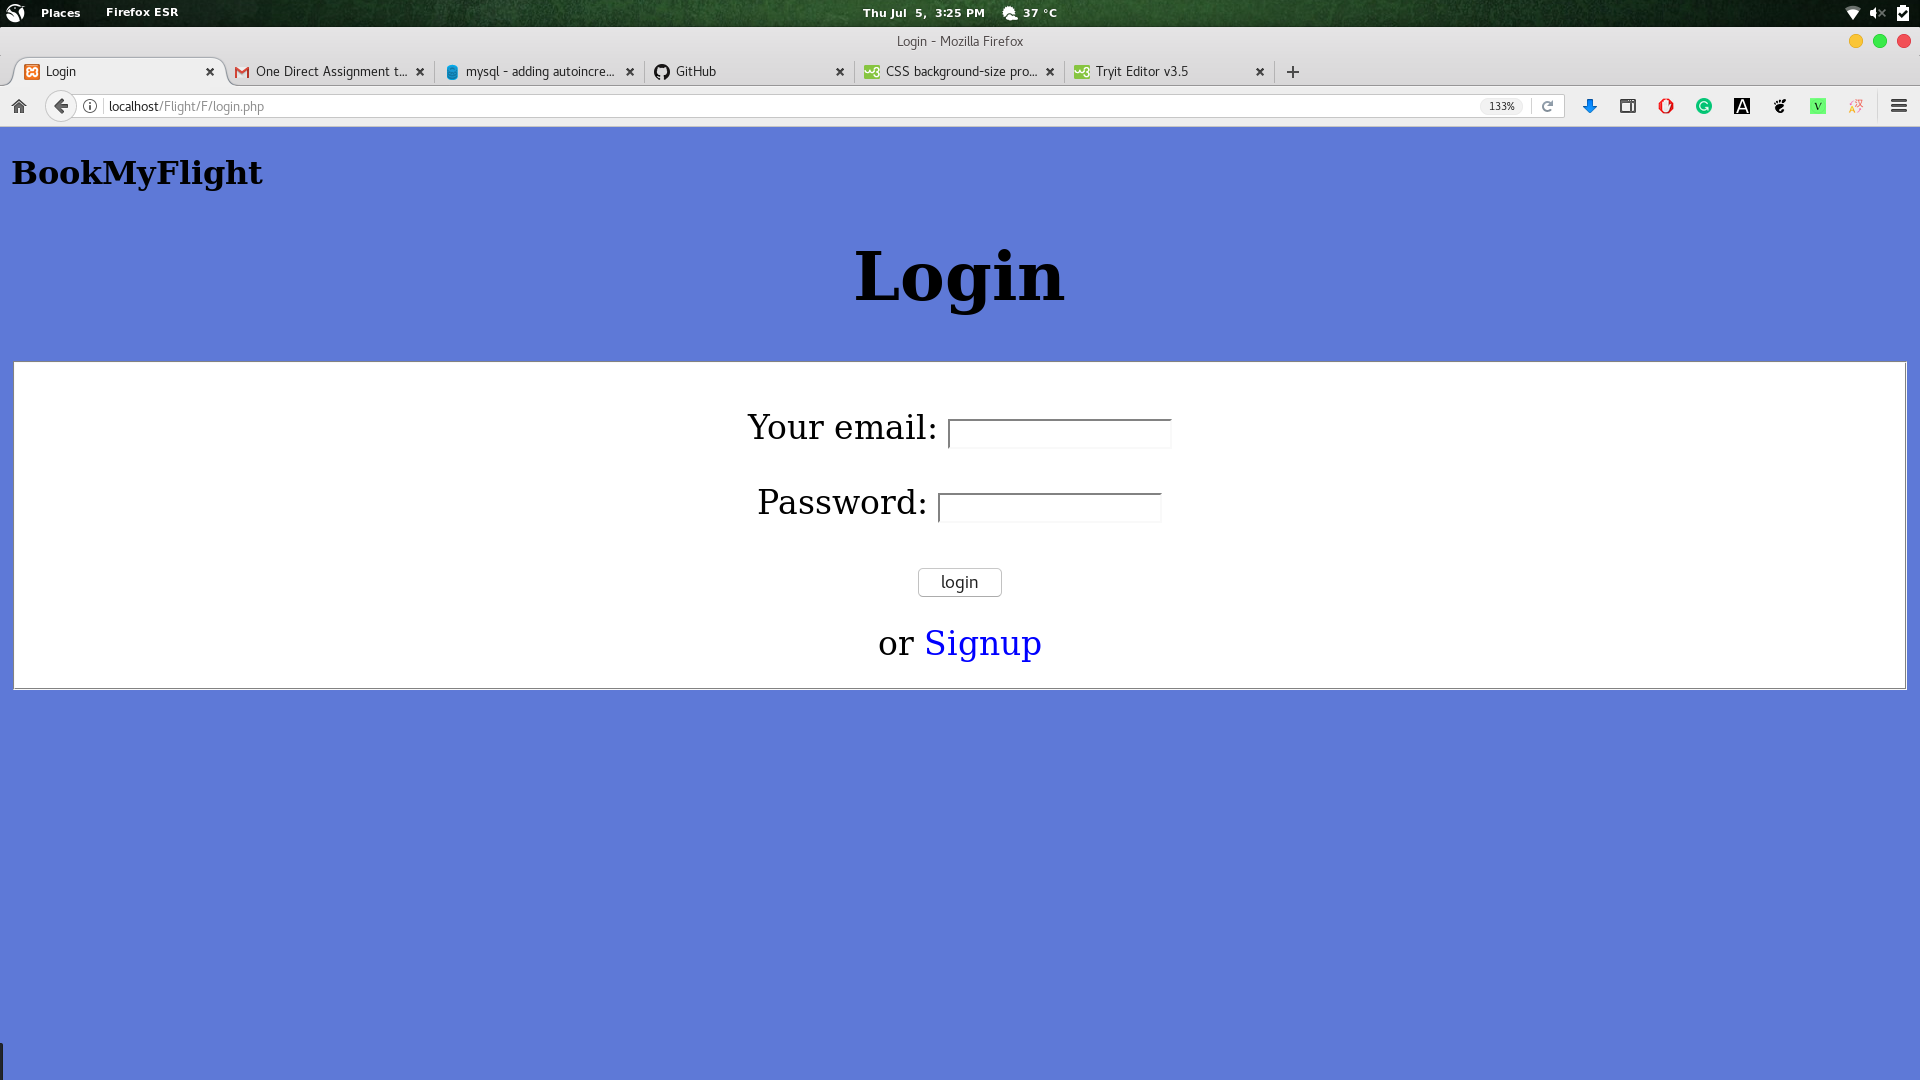 Places Firefox ESR Thu Jul 5, 3:25 PM 37 °C
Login - Mozilla Firefox
Login One Direct Assignment t... mysql - adding autoincre... GitHub CSS background-size pro... Tryit Editor v3.5
localhost/Flight/F/login.php 133%
BookMyFlight
Login
Your email:
Password:
login
or Signup